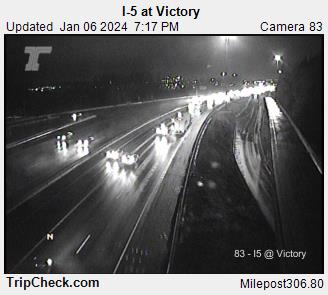 I-5 at Victory
Updated Jan 06 2024 7:17 PM Camera 83
T
N
83 - I5 @ Victory
TripCheck.com Milepost306.80